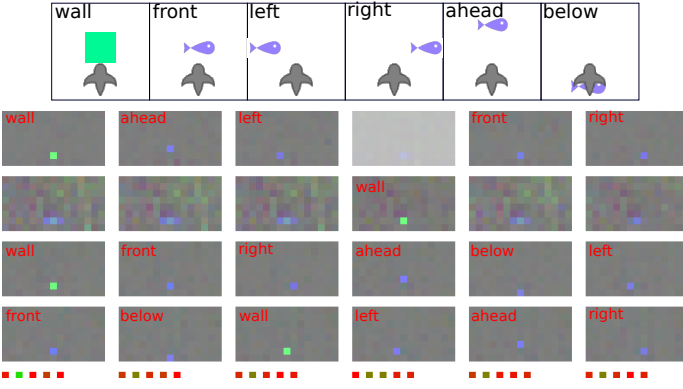 wall front left right ahead below
wall ahead left front right
wall
wall front right ahead below left
front below wall left ahead right